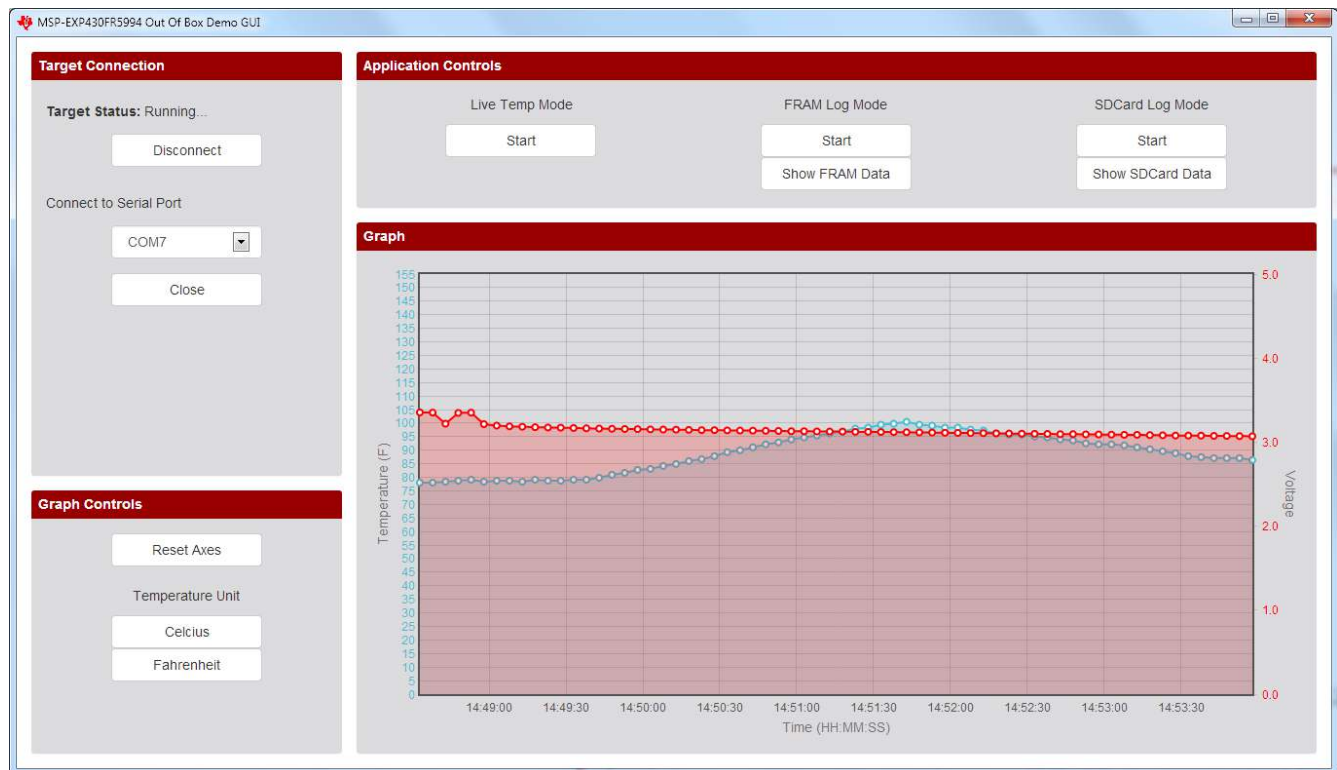 MSP-EXP430FR5994 Out Of Box Demo GUI
Target Connection
Target Status: Running...
Disconnect
Connect to Serial Port
COM7
Close
Graph Controls
Reset Axes
Temperature Unit
Celcius
Fahrenheit
Application Controls
Live Temp Mode
Start
FRAM Log Mode
Start
Show FRAM Data
SDCard Log Mode
Start
Show SDCard Data
Graph
Temperature (F)
155
150
145
140
135
130
125
120
115
110
105
100
95
90
85
80
75
70
65
60
55
50
45
40
35
30
25
20
15
10
5
0
5.0
4.0
3.0
2.0
1.0
0.0
Voltage
14:49:00 14:49:30 14:50:00 14:50:30 14:51:00 14:51:30 14:52:00 14:52:30 14:53:00 14:53:30
Time (HH:MM:SS)